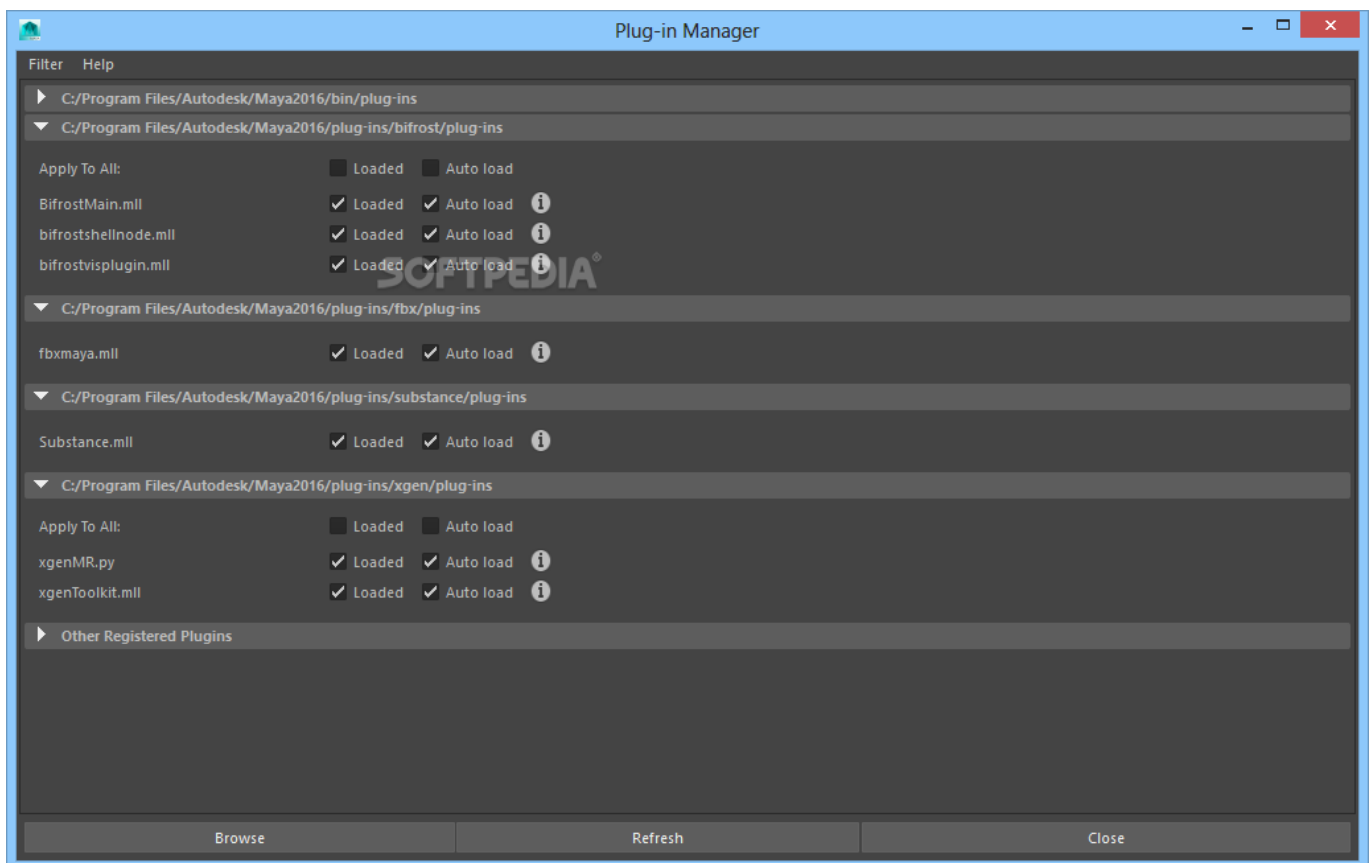 Plug-in Manager
Filter Help
C:/Program Files/Autodesk/Maya2016/bin/plug-ins
C:/Program Files/Autodesk/Maya2016/plug-ins/bifrost/plug-ins
Apply To All: Loaded Auto load
BifrostMain.mll Loaded Auto load
bifrostshellnode.mll Loaded Auto load
bifrostvisplugin.mll Loaded Auto load
SOFTPEDIA®
C:/Program Files/Autodesk/Maya2016/plug-ins/fbx/plug-ins
fbxmaya.mll Loaded Auto load
C:/Program Files/Autodesk/Maya2016/plug-ins/substance/plug-ins
Substance.mll Loaded Auto load
C:/Program Files/Autodesk/Maya2016/plug-ins/xgen/plug-ins
Apply To All: Loaded Auto load
xgenMR.py Loaded Auto load
xgenToolkit.mll Loaded Auto load
Other Registered Plugins
Browse Refresh Close